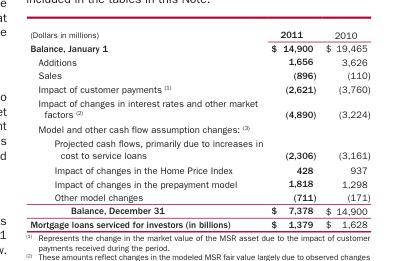 included in the tables in this Note.
(Dollars in millions) 2011 2010
Balance, January 1 $ 14,900 $ 19,465
Additions 1,656 3,626
Sales (896) (110)
Impact of customer payments (1) (2,621) (3,760)
Impact of changes in interest rates and other market
factors (2) (4,890) (3,224)
Model and other cash flow assumption changes: (3)
Projected cash flows, primarily due to increases in
cost to service loans (2,306) (3,161)
Impact of changes in the Home Price Index 428 937
Impact of changes in the prepayment model 1,818 1,298
Other model changes (711) (171)
Balance, December 31 $ 7,378 $ 14,900
Mortgage loans serviced for investors (in billions) $ 1,379 $ 1,628
(1) Represents the change in the market value of the MSR asset due to the impact of customer
payments received during the period.
(2) These amounts reflect changes in the modeled MSR fair value largely due to observed changes